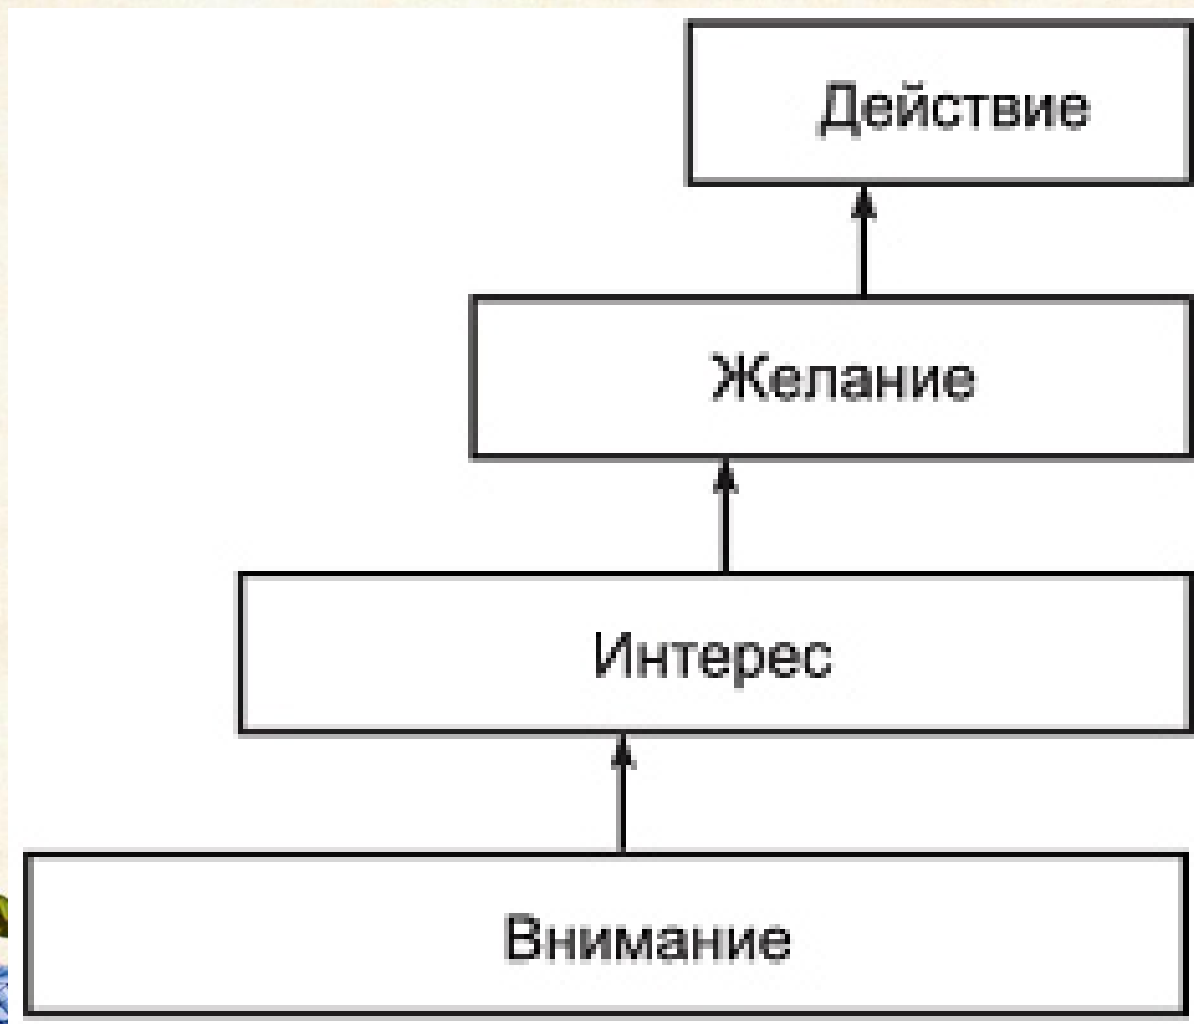 Действие
Желание
Интерес
Внимание